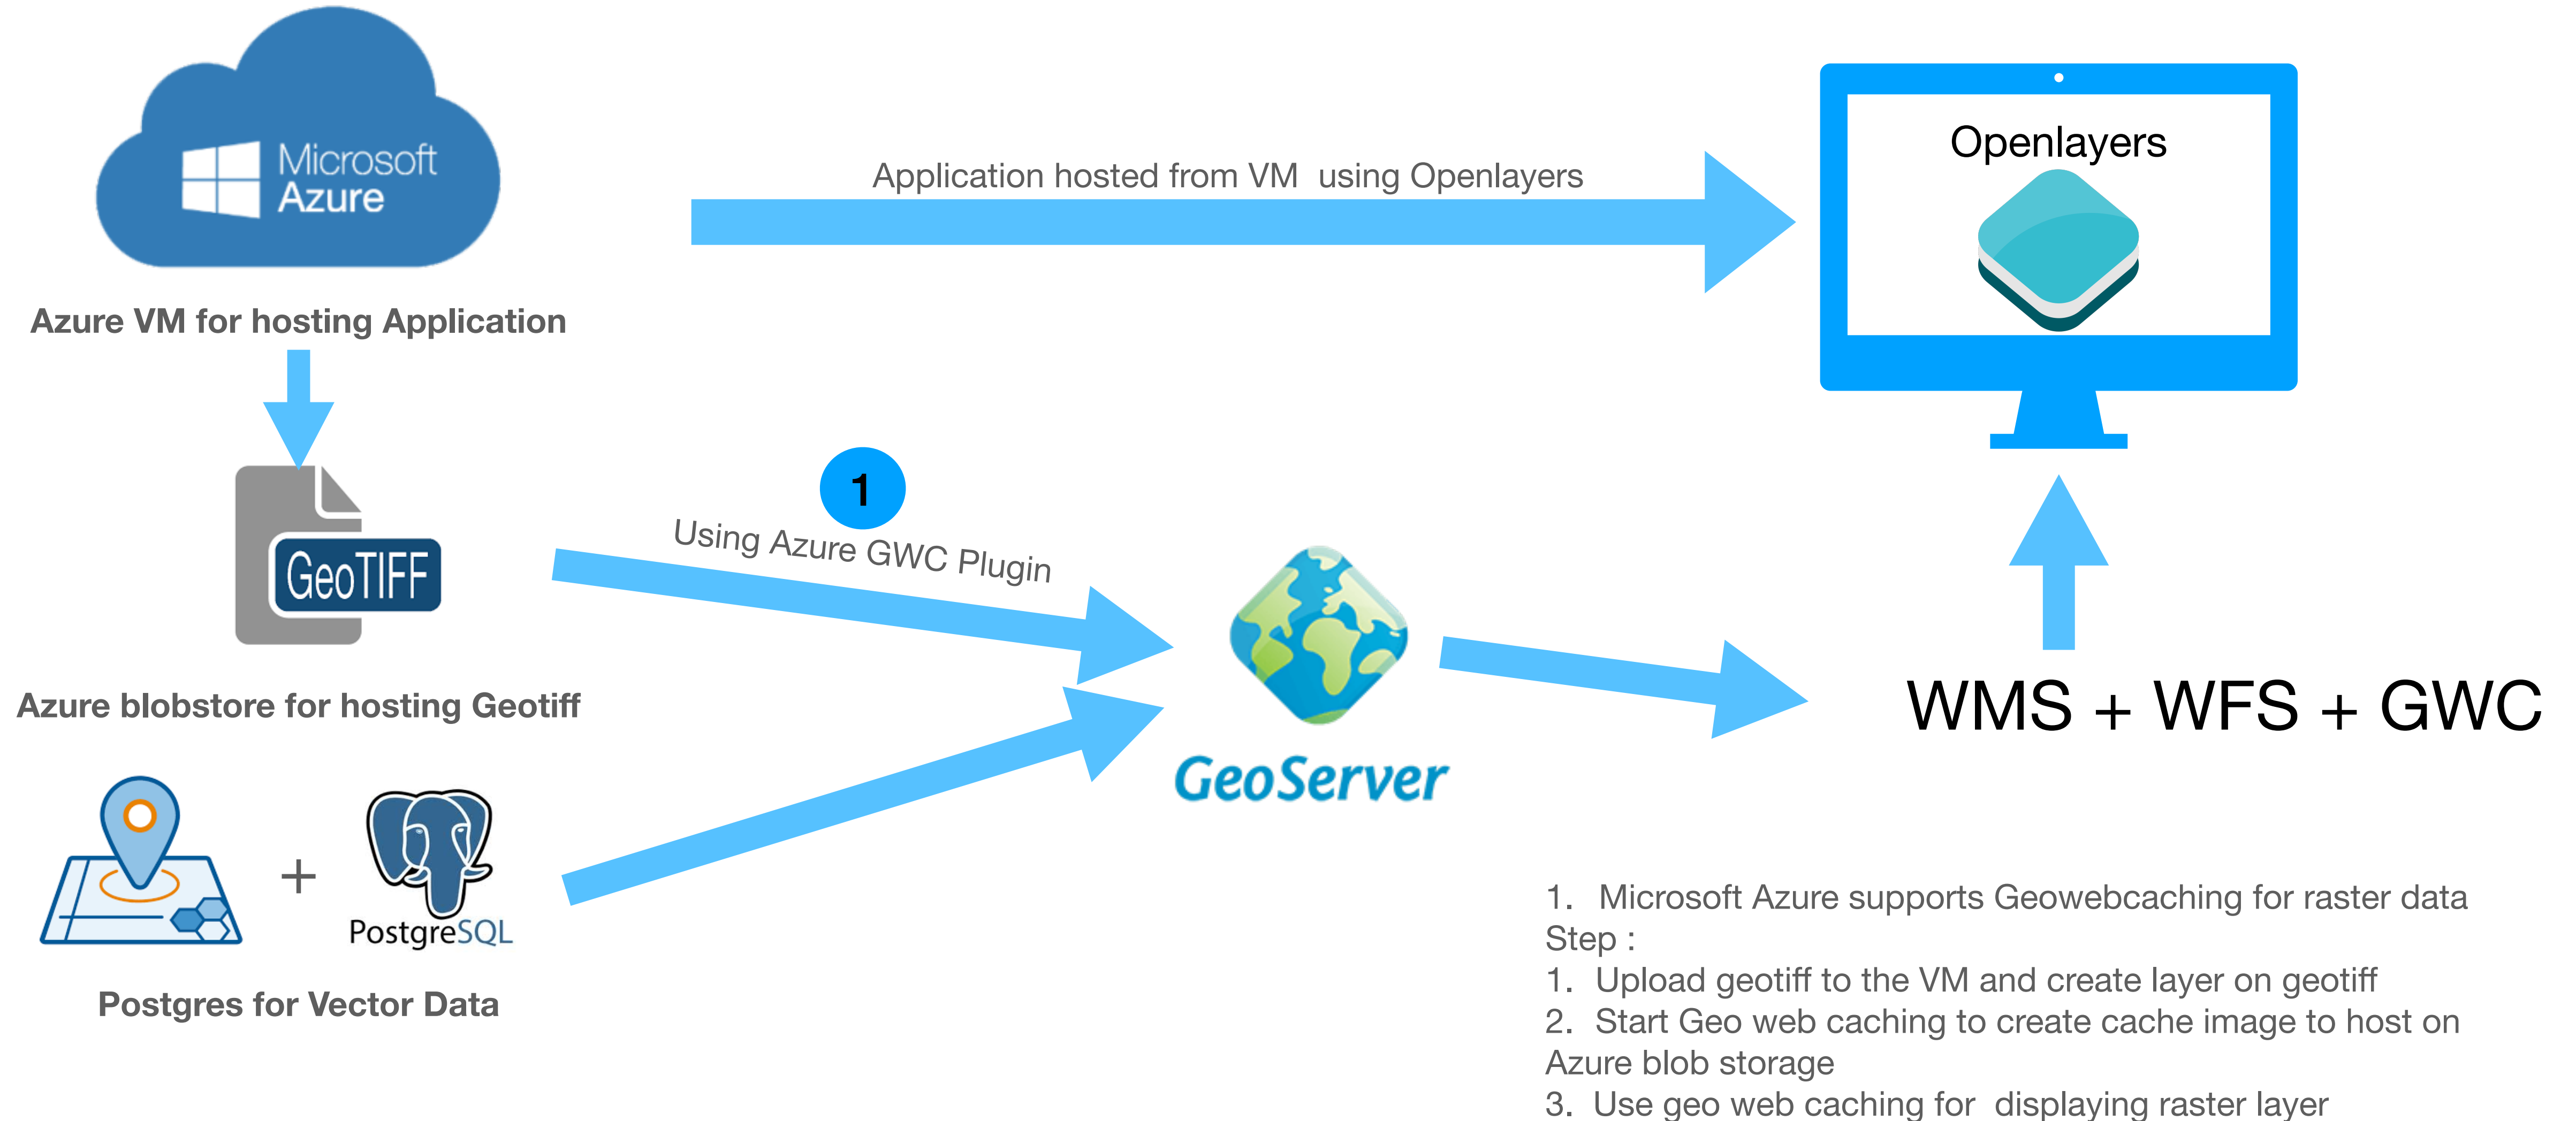 Microsoft
Azure
Azure VM for hosting Application
Application hosted from VM  using Openlayers
Openlayers
GeoTIFF
Azure blobstore for hosting Geotiff
1
Using Azure GWC Plugin
GeoServer
WMS + WFS + GWC
+
PostgreSQL
Postgres for Vector Data
1.  Microsoft Azure supports Geowebcaching for raster data
Step :
1.  Upload geotiff to the VM and create layer on geotiff
2.  Start Geo web caching to create cache image to host on
Azure blob storage
3.  Use geo web caching for  displaying raster layer